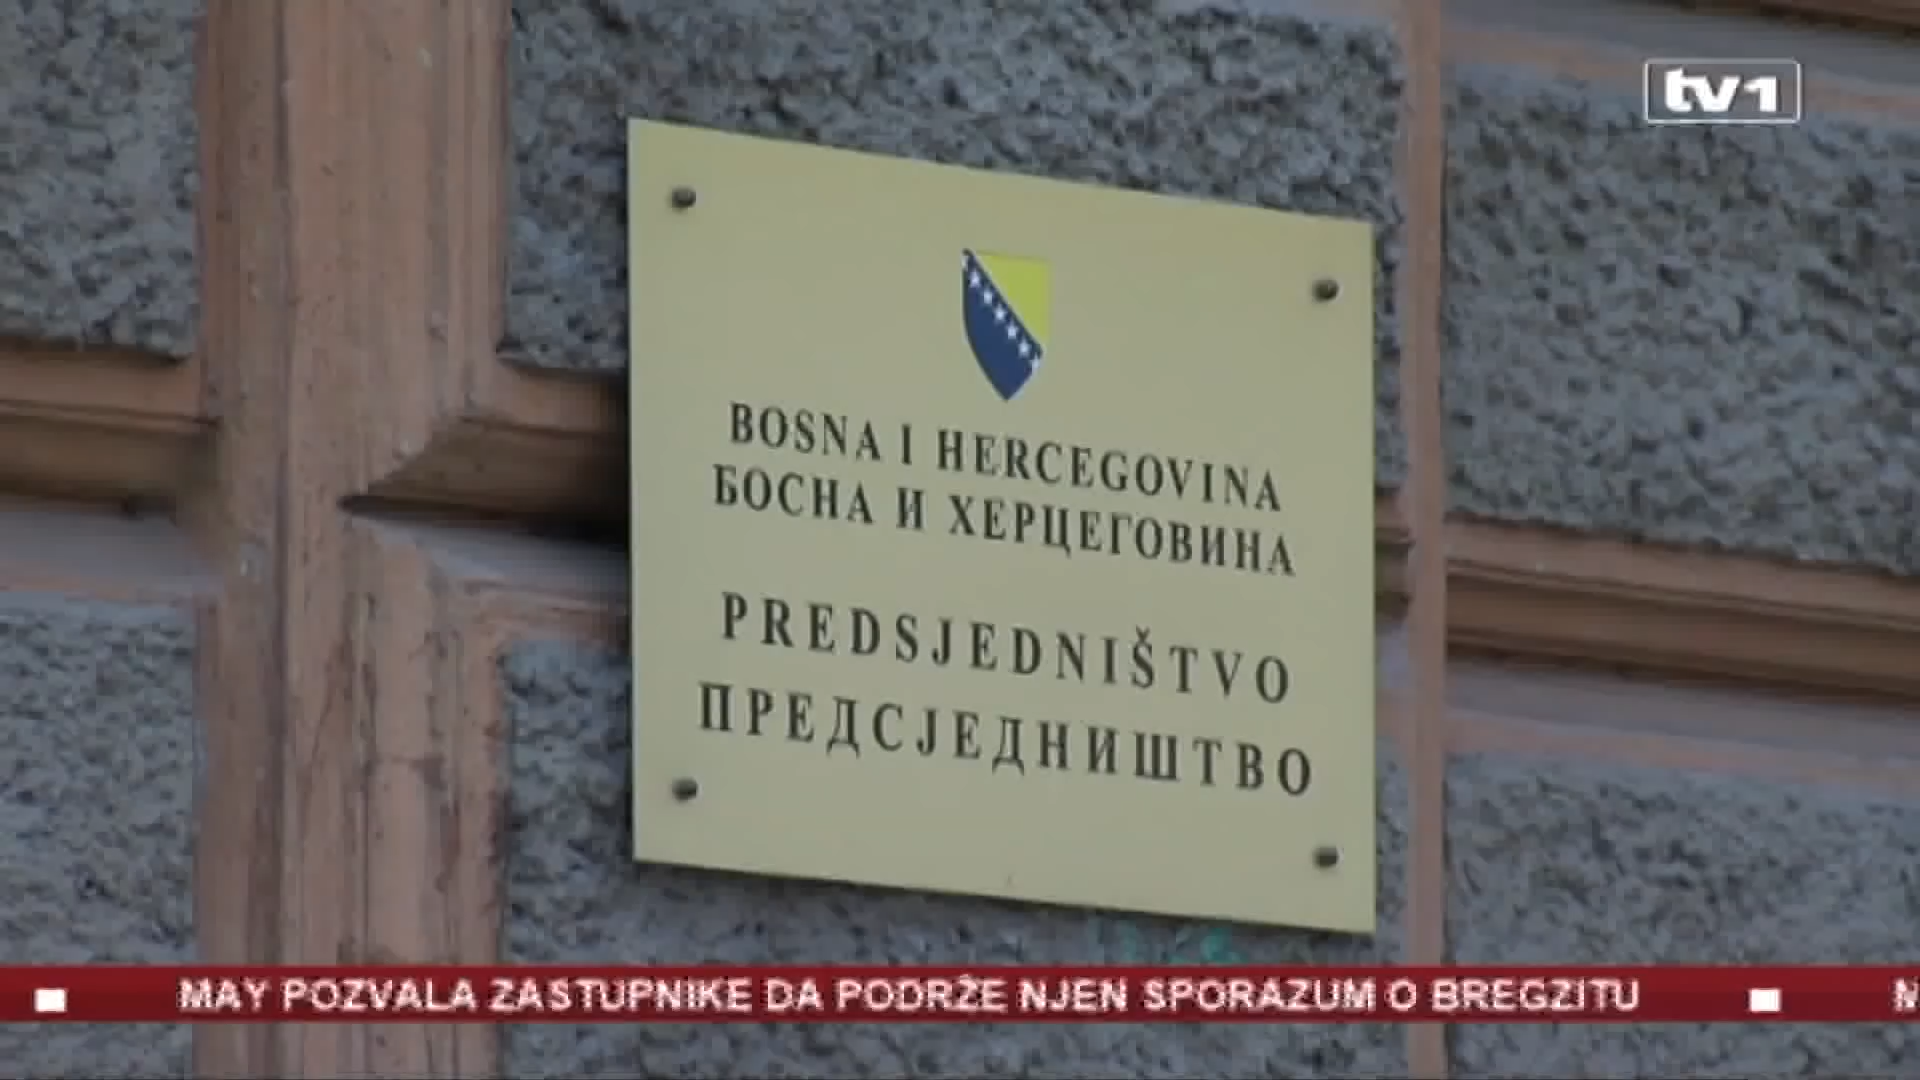 tv1
BOSNA I HERCEGOVINA
БОСНА И ХЕРЦЕГОВИНА
PREDSJEDNIŠTVO
ПРЕДСЈЕДНИШТВО
MAY POZVALA ZASTUPNIKE DA PODRŽE NJEN SPORAZUM O BREGZITU